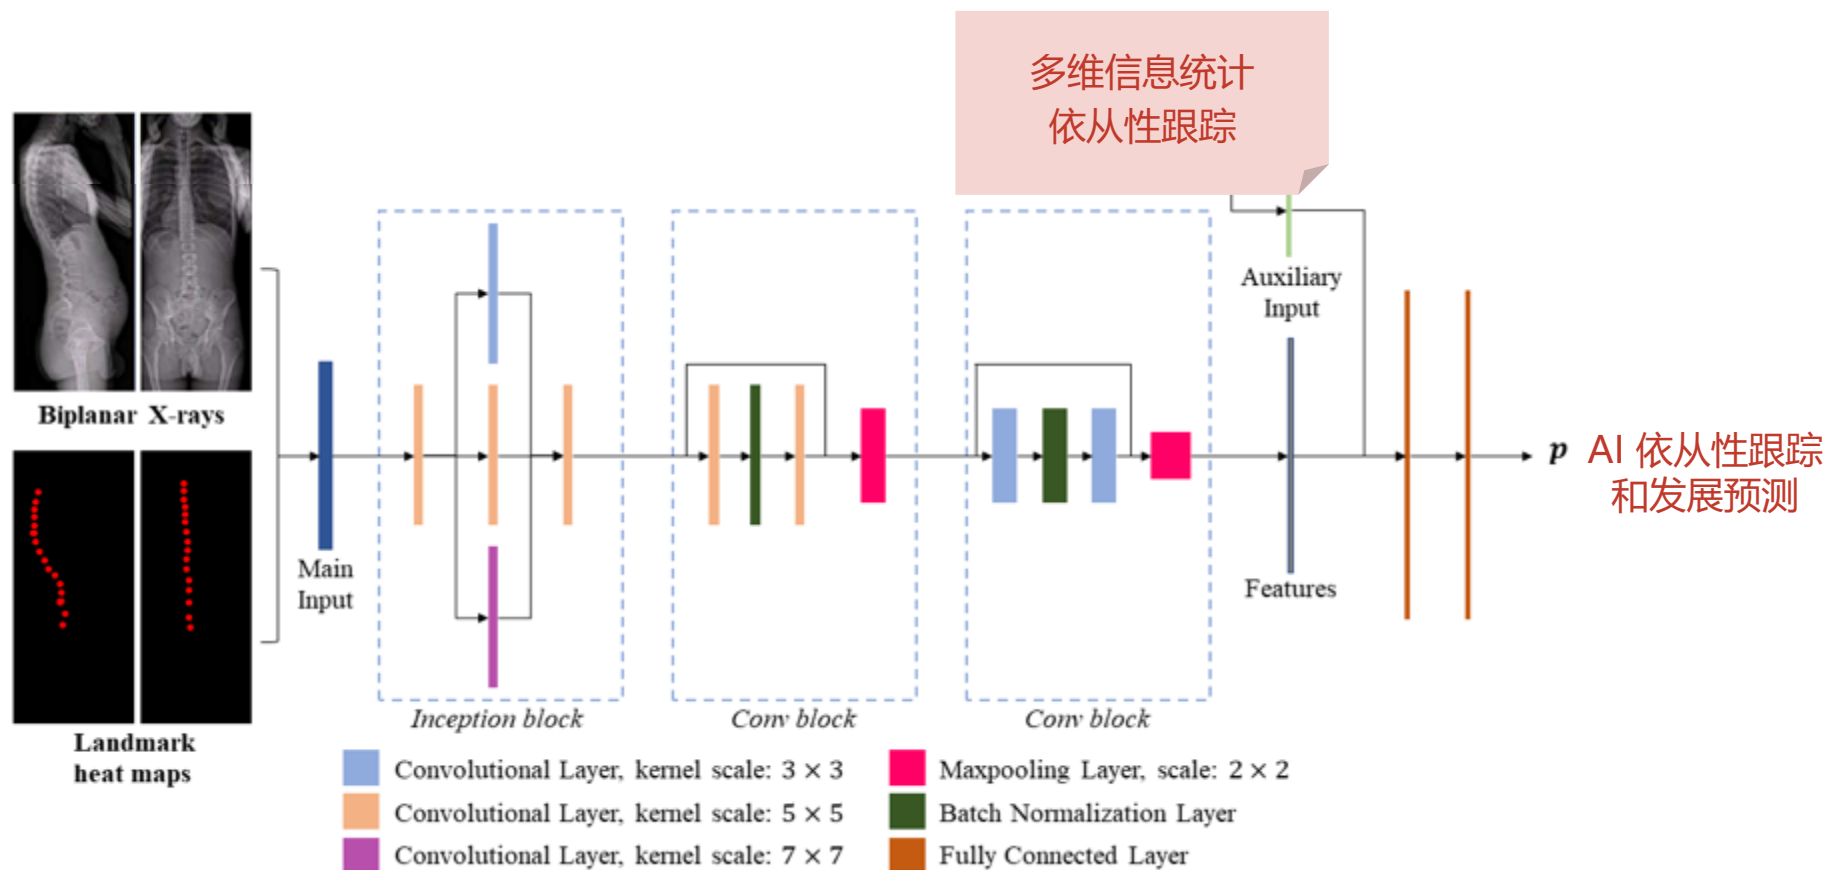 多维信息统计
依从性跟踪
Biplanar X-rays
Landmark
heat maps
Main
Input
Inception block
Conv block
Conv block
Auxiliary
Input
Features
p
AI 依从性跟踪
和发展预测
Convolutional Layer, kernel scale: 3 × 3
Convolutional Layer, kernel scale: 5 × 5
Convolutional Layer, kernel scale: 7 × 7
Maxpooling Layer, scale: 2 × 2
Batch Normalization Layer
Fully Connected Layer